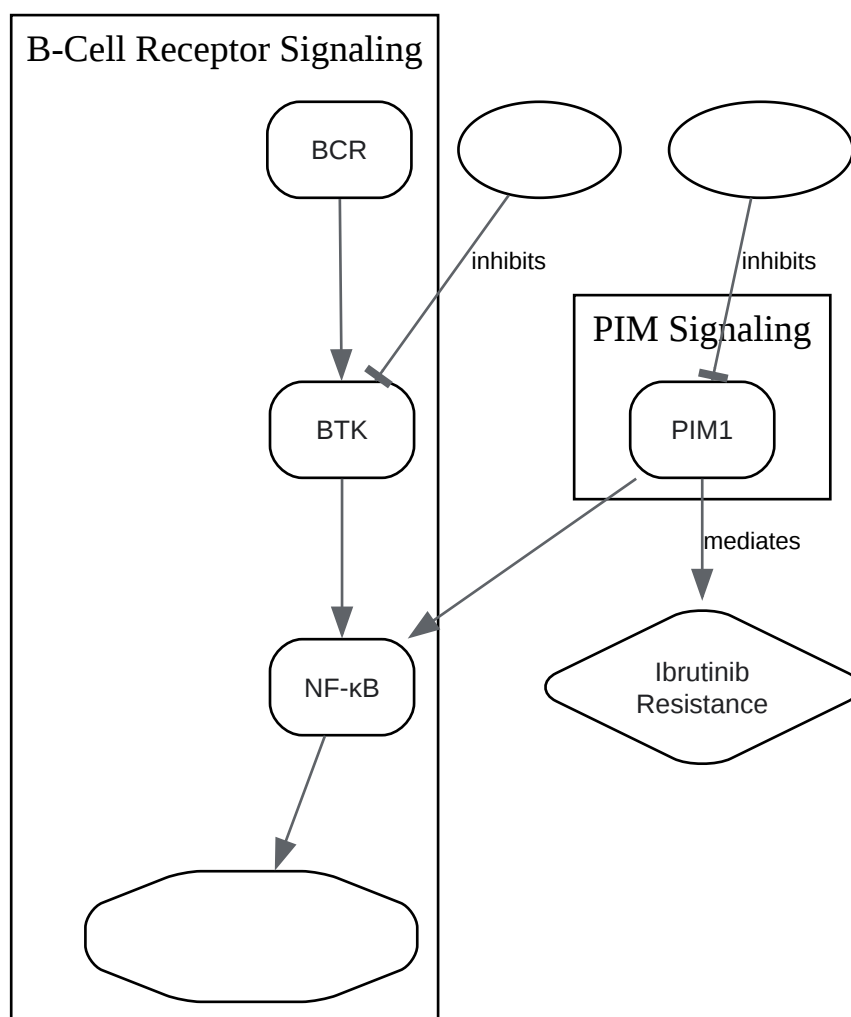 B-Cell Receptor Signaling
BCR
inhibits
inhibits
PIM Signaling
BTK
PIM1
mediates
NF-κB
Ibrutinib
Resistance